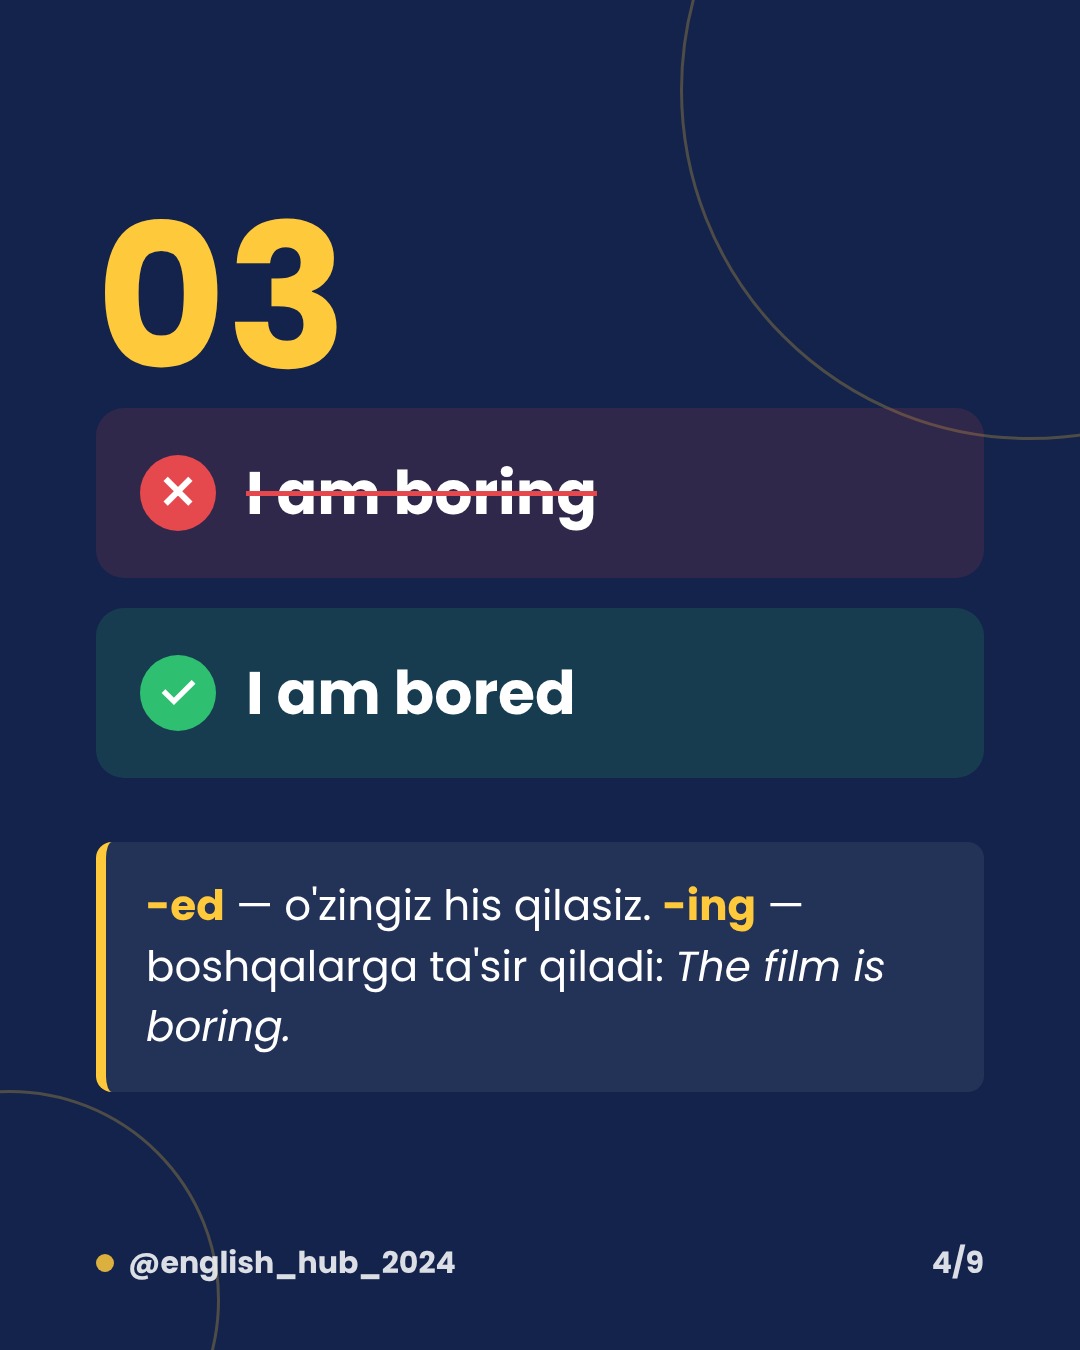 03
I am boring
I am bored
-ed — o'zingiz his qilasiz. -ing —
boshqalarga ta'sir qiladi: The film is
boring.
@english_hub_2024
4/9